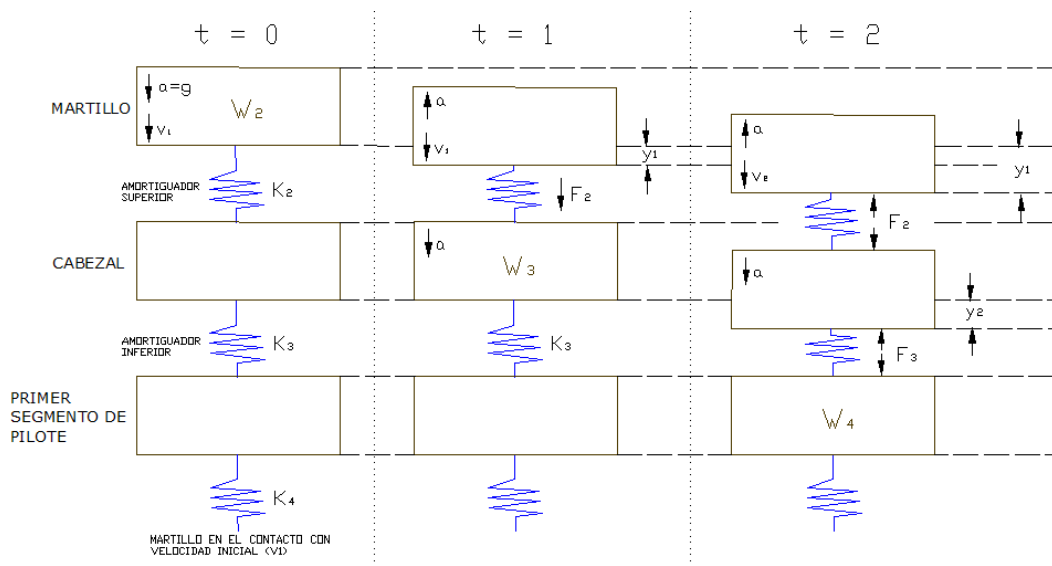 t = 0
t = 1
t = 2
MARTILLO
a=g
V₁
W₂
a
v₁
y₁
a
v₂
y₁
AMORTIGUADOR
SUPERIOR
K₂
F₂
F₂
CABEZAL
a
W₃
a
y₂
AMORTIGUADOR
INFERIOR
K₃
K₃
F₃
PRIMER
SEGMENTO DE
PILOTE
W₄
K₄
MARTILLO EN EL CONTACTO CON
VELOCIDAD INICIAL (V1)